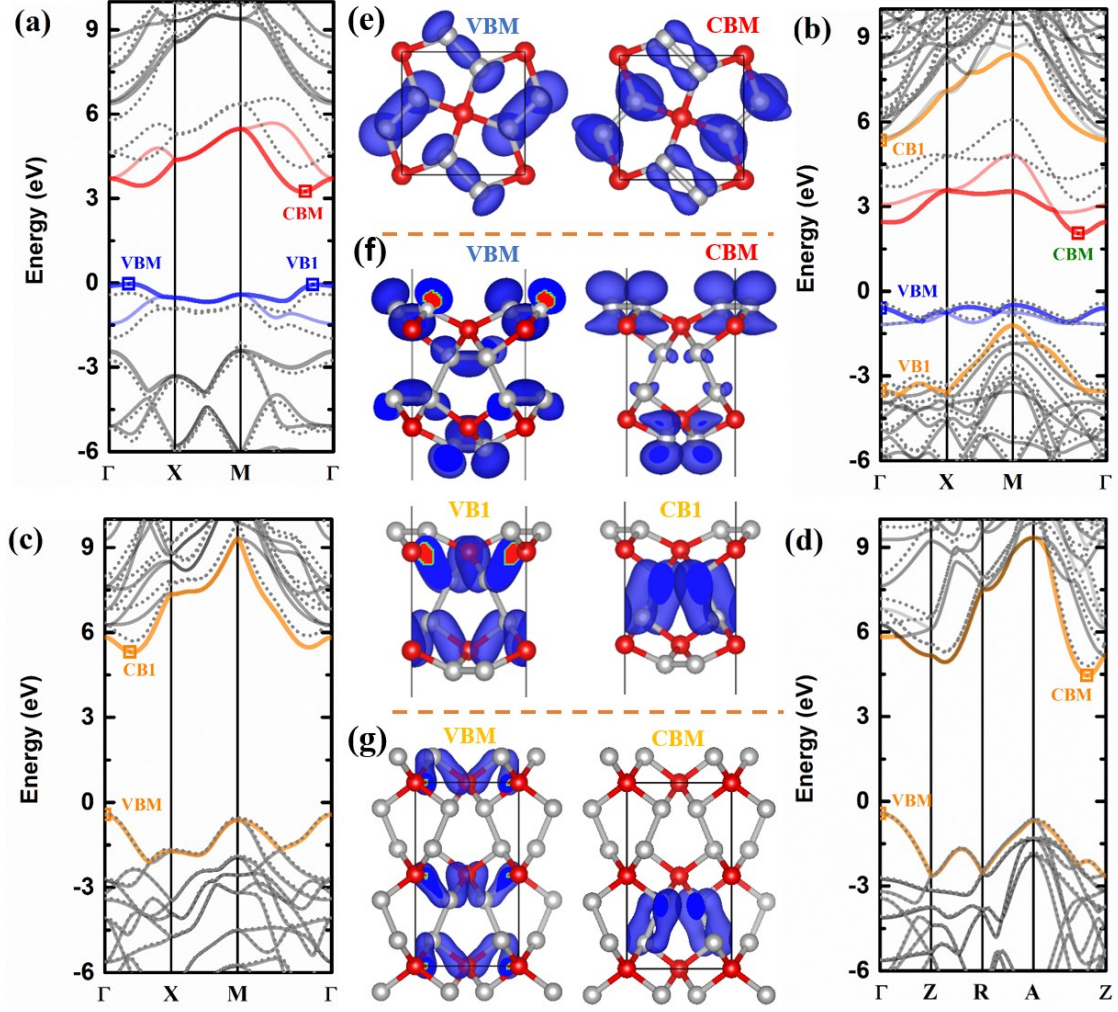 (a)
Energy (eV)
9
6
3
0
-3
-6
CBM
VBM
VB1
Γ X M Γ
(e)
VBM
CBM
(f)
VBM
CBM
VB1
CB1
(g)
VBM
CBM
(b)
Energy (eV)
9
6
3
0
-3
-6
CB1
CBM
VBM
VB1
Γ X M Γ
(c)
Energy (eV)
9
6
3
0
-3
-6
CB1
VBM
Γ X M Γ
(d)
Energy (eV)
9
6
3
0
-3
-6
CBM
VBM
Γ Z R A Z